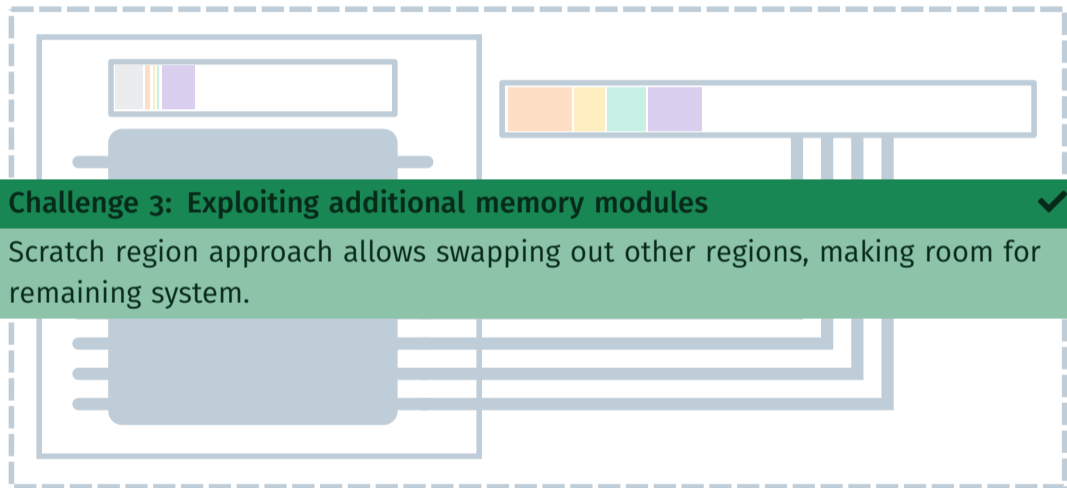 Challenge 3: Exploiting additional memory modules ✓
Scratch region approach allows swapping out other regions, making room for
remaining system.